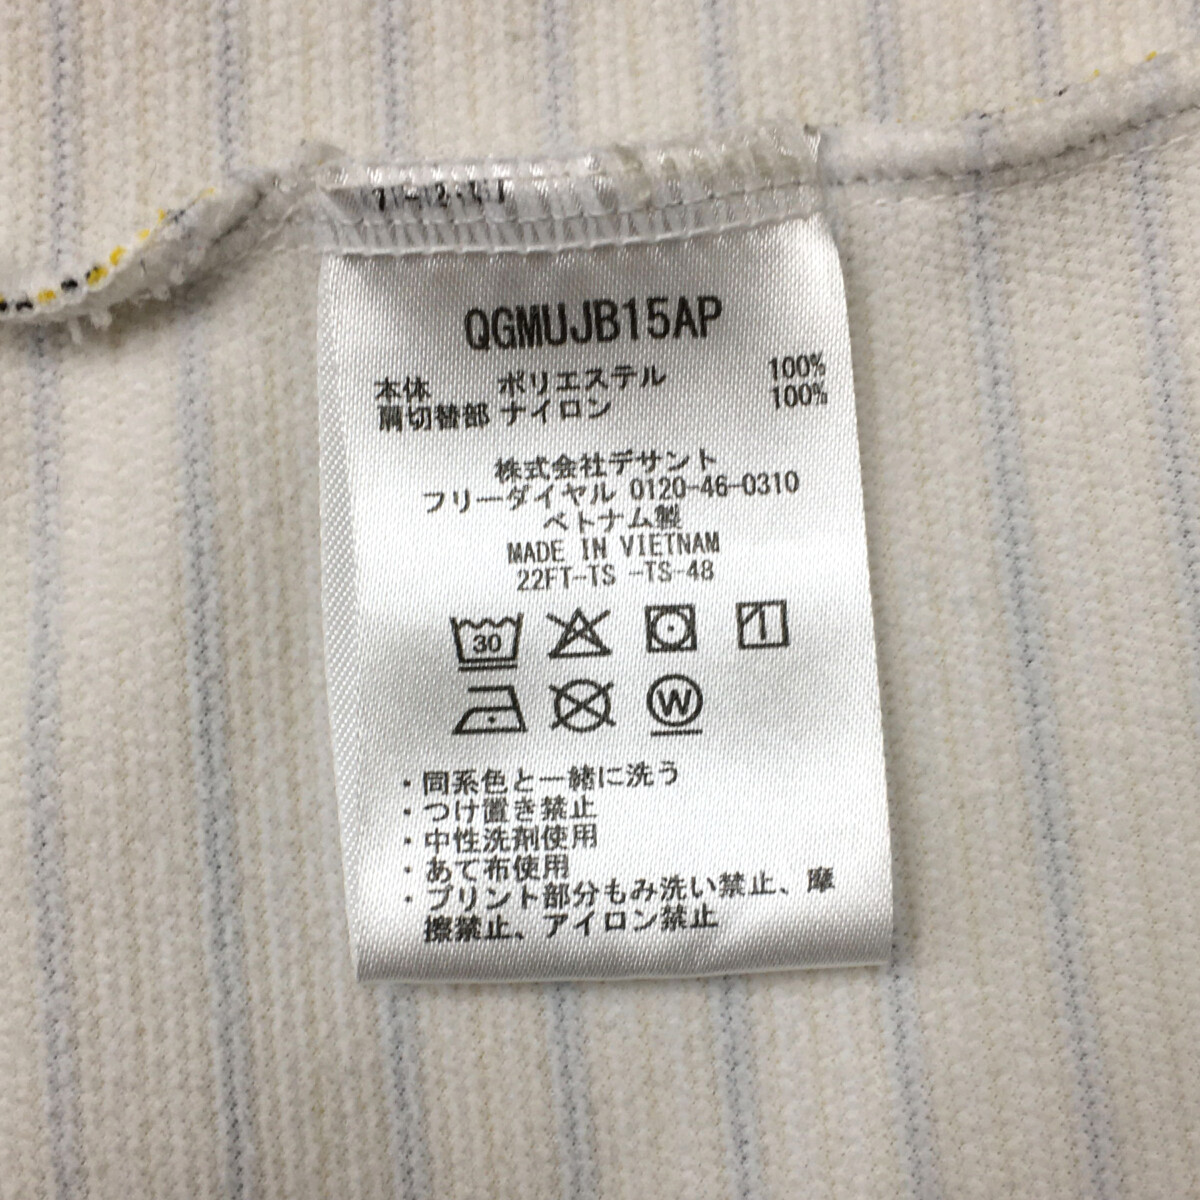 QGMUJB15AP
本体 ポリエステル 100%
肩切替部 ナイロン 100%
株式会社デサント
フリーダイヤル 0120-46-0310
ベトナム製
MADE IN VIETNAM
22FT-TS -TS-48
30
W
・同系色と一緒に洗う
・つけ置き禁止
・中性洗剤使用
・あて布使用
・プリント部分もみ洗い禁止、摩
擦禁止、アイロン禁止